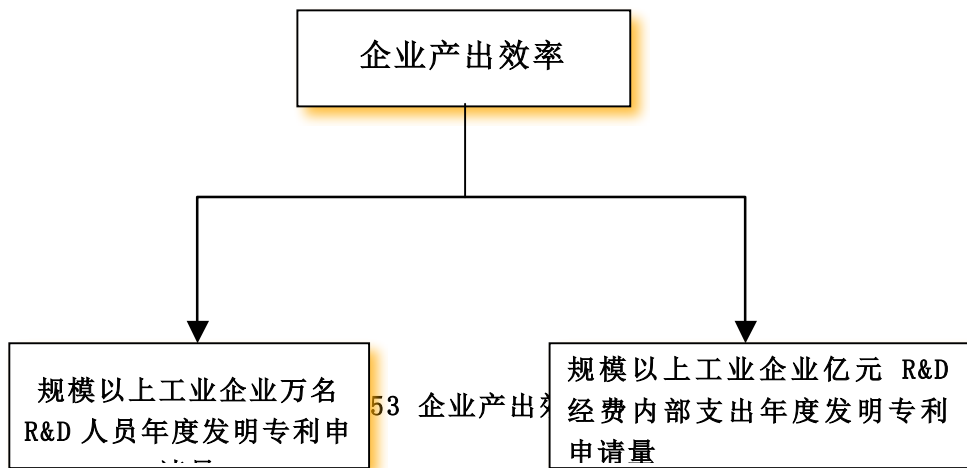 企业产出效率
规模以上工业企业万名
R&D 人员年度发明专利申
53 企业产出
规模以上工业企业亿元 R&D
经费内部支出年度发明专利
申请量